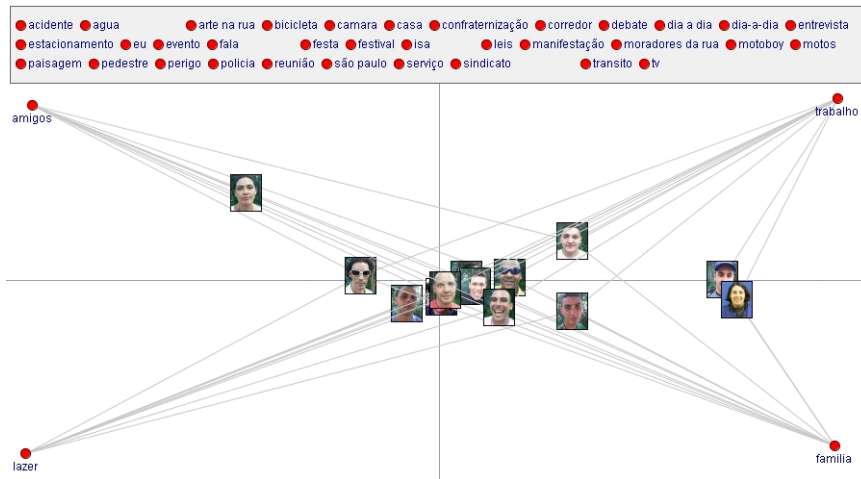 acidente agua arte na rua bicicleta camara casa confraternização corredor debate dia a dia dia-a-dia entrevista
estacionamento eu evento fala festa festival isa leis manifestação moradores da rua motoboy motos
paisagem pedestre perigo policia reunião são paulo serviço sindicato transito tv
amigos
trabalho
lazer
familia